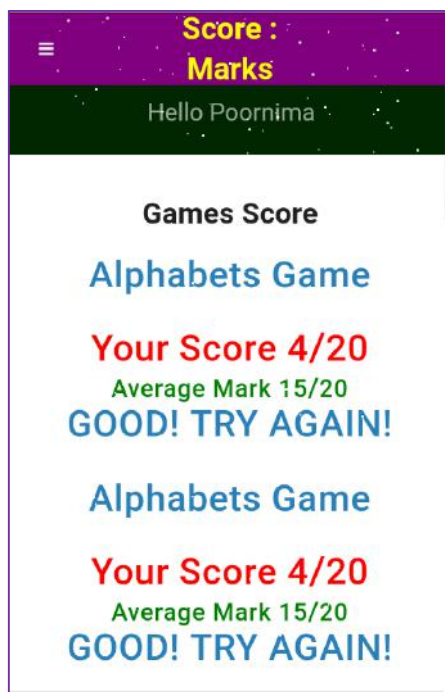 Score :
Marks
Hello Poornima
Games Score
Alphabets Game
Your Score 4/20
Average Mark 15/20
GOOD! TRY AGAIN!
Alphabets Game
Your Score 4/20
Average Mark 15/20
GOOD! TRY AGAIN!